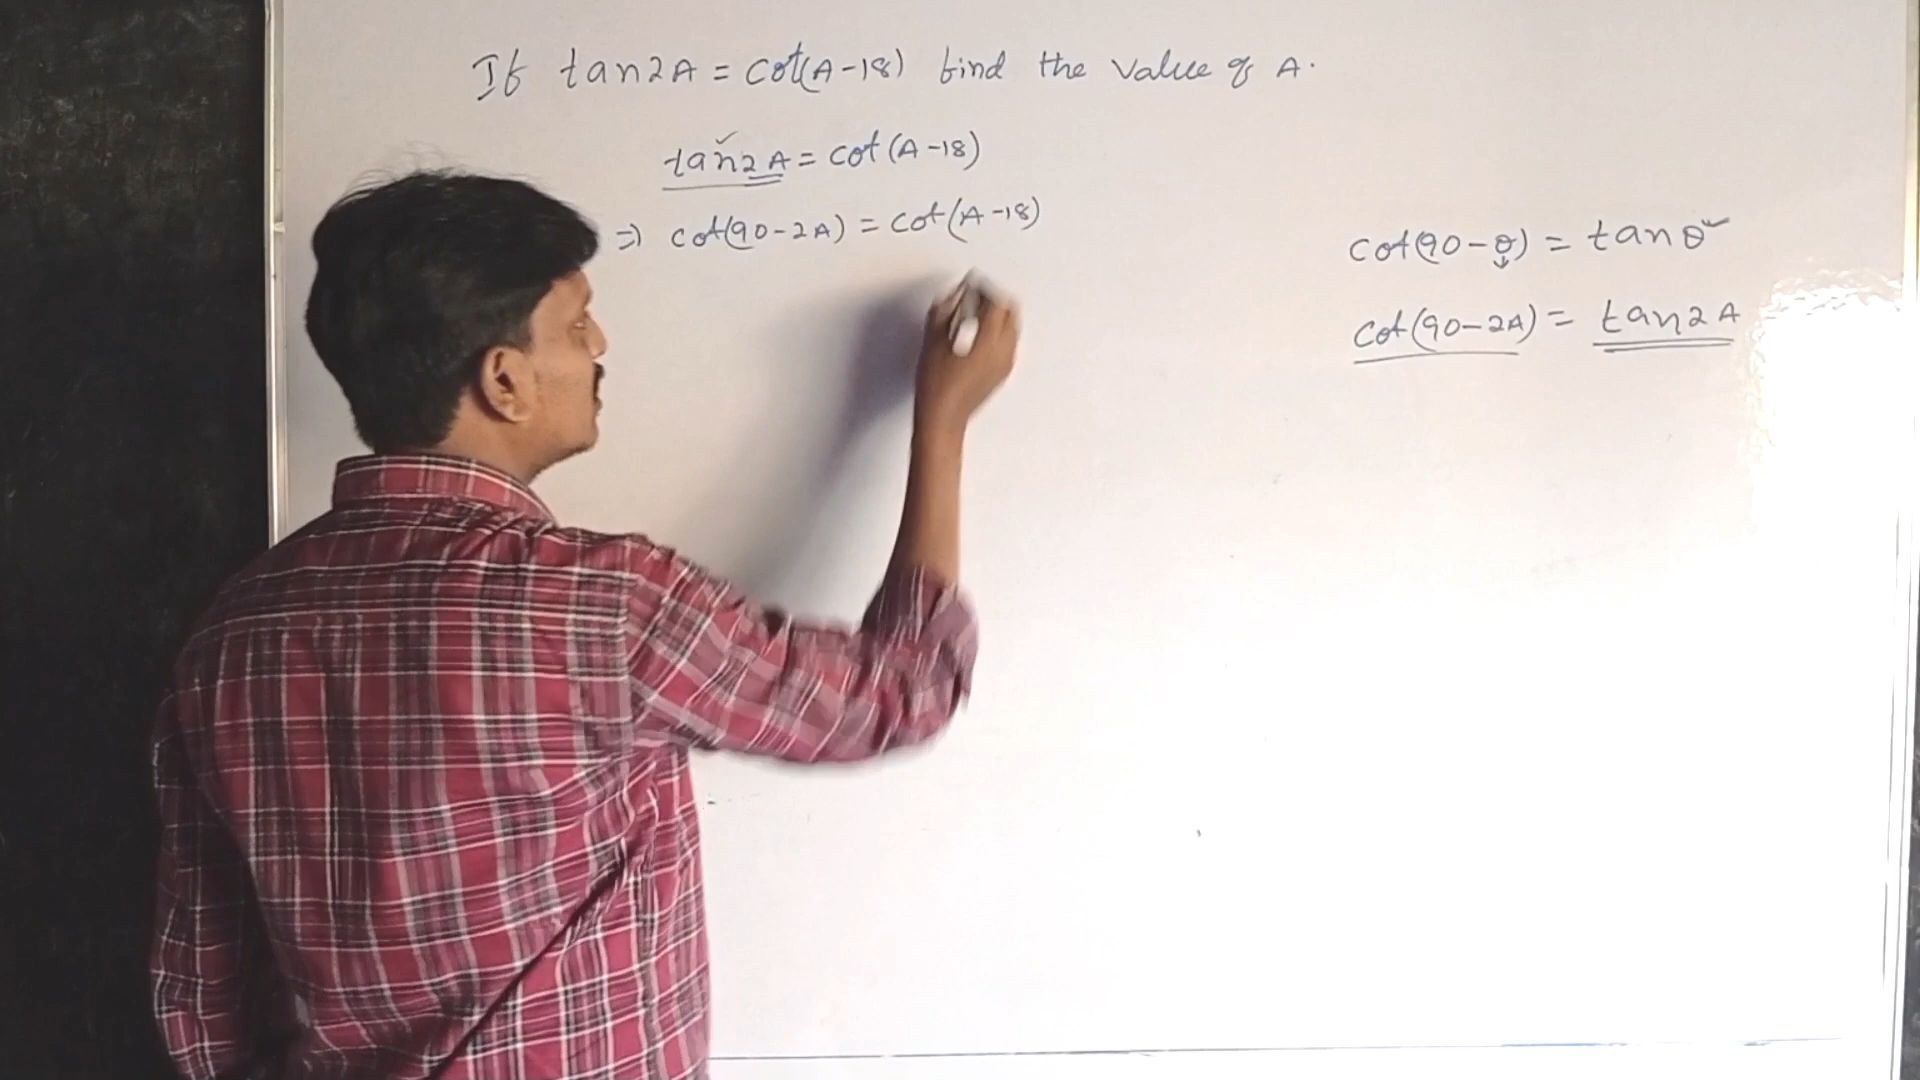 If tan2A = cot(A-18) find the value of A.
tan2A = cot(A-18)
⇒ cot(90-2A) = cot(A-18)
cot(90-θ) = tanθ
cot(90-2A) = tan2A